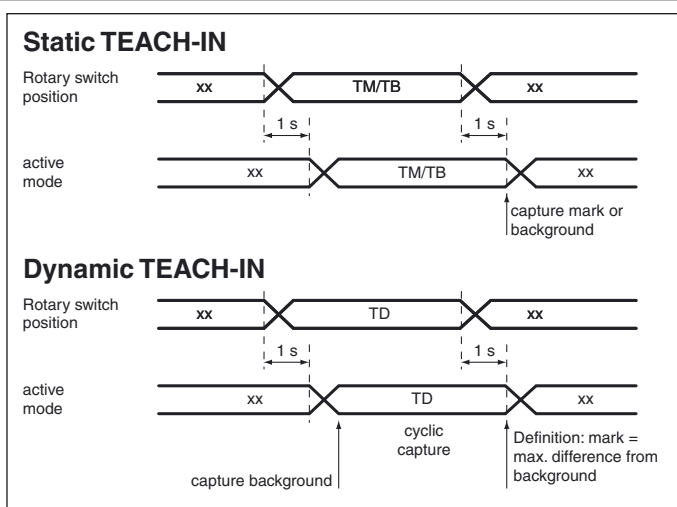 Static TEACH-IN
Rotary switch
position
xx
TM/TB
xx
1 s
1 s
active
mode
xx
TM/TB
xx
capture mark or
background
Dynamic TEACH-IN
Rotary switch
position
xx
TD
xx
1 s
1 s
active
mode
xx
TD
xx
cyclic
capture
capture background
Definition: mark =
max. difference from
background